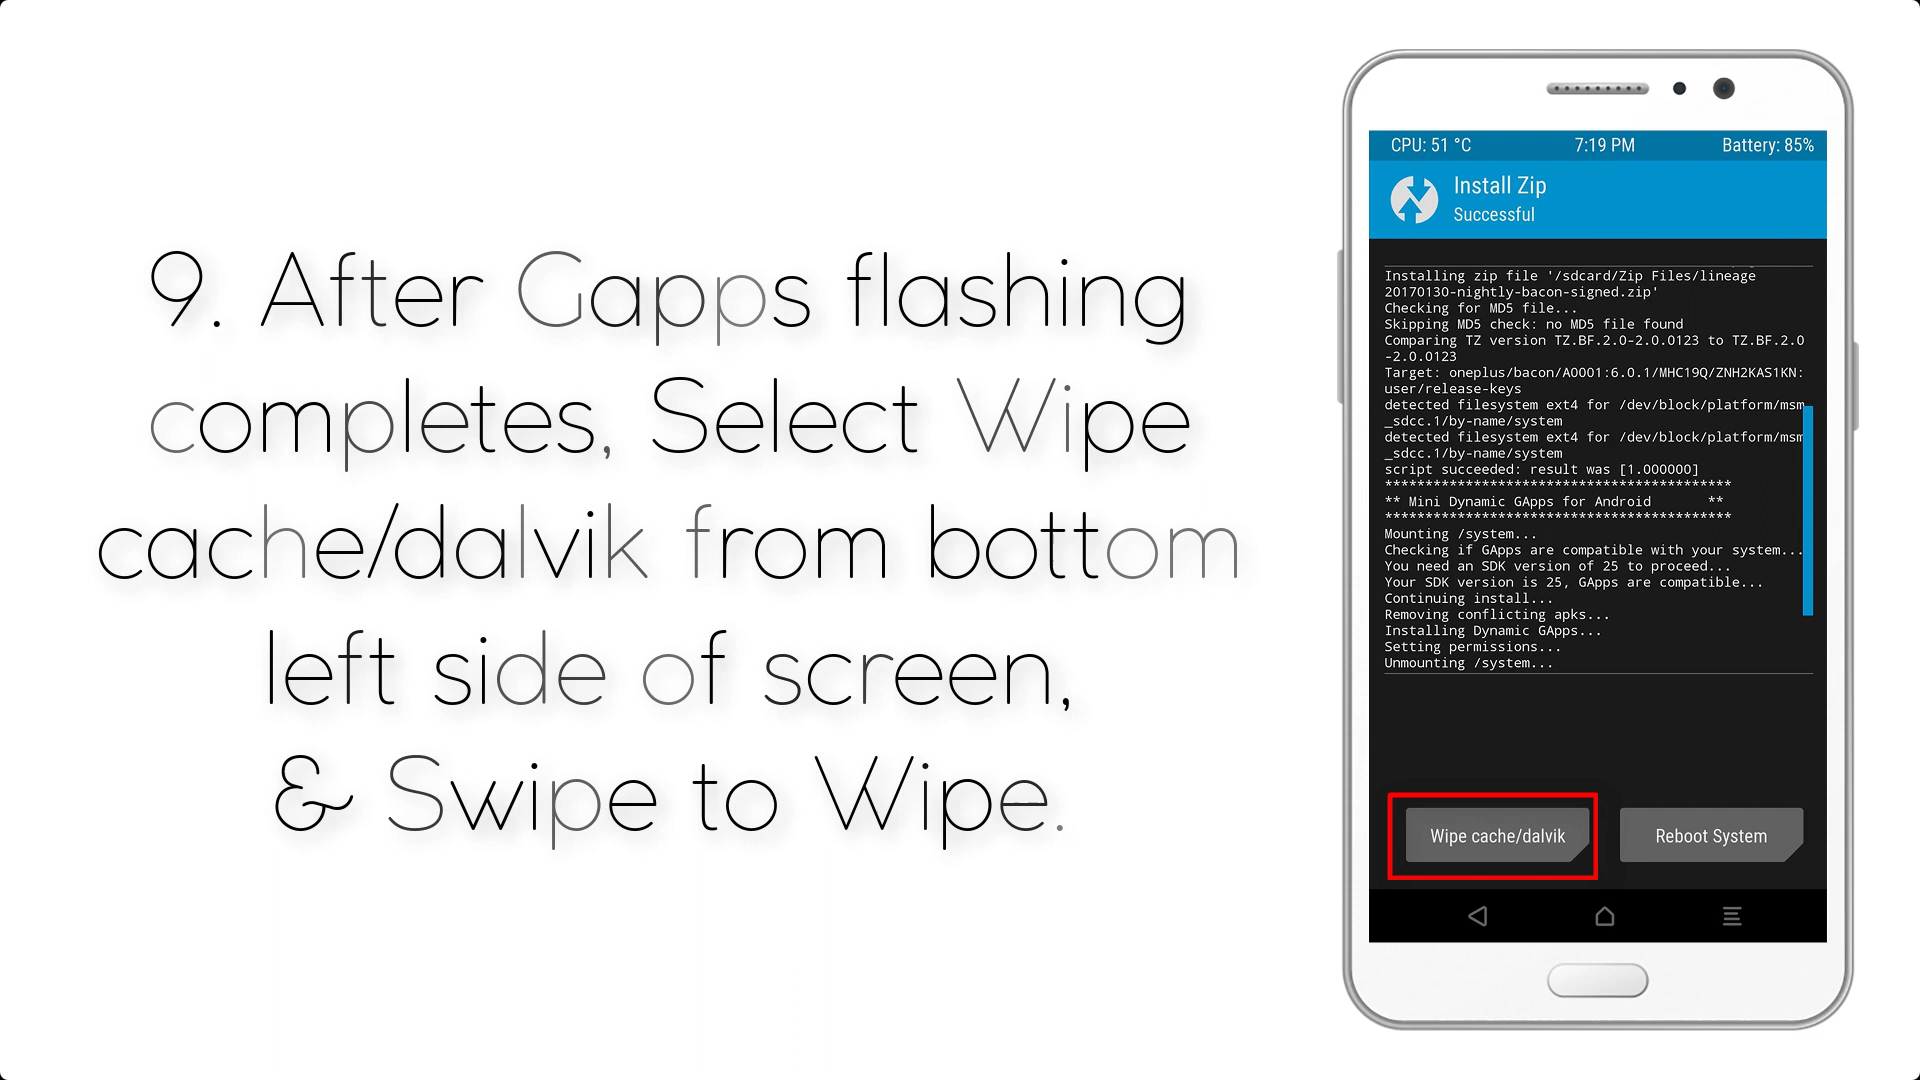 9. After Gapps flashing
completes, Select Wipe
cache/dalvik from bottom
left side of screen,
& Swipe to Wipe.
CPU: 51 °C 7:19 PM Battery: 85%
Install Zip
Successful
Installing zip file '/sdcard/Zip Files/lineage
20170130-nightly-bacon-signed.zip'
Checking for MD5 file...
Skipping MD5 check: no MD5 file found
Comparing TZ version TZ.BF.2.0-2.0.0123 to TZ.BF.2.0
-2.0.0123
Target: oneplus/bacon/A0001:6.0.1/MHC19Q/ZNH2KAS1KN:
user/release-keys
detected filesystem ext4 for /dev/block/platform/msm
_sdcc.1/by-name/system
detected filesystem ext4 for /dev/block/platform/msm
_sdcc.1/by-name/system
script succeeded: result was [1.000000]
*******************************************
** Mini Dynamic GApps for Android **
*******************************************
Mounting /system...
Checking if GApps are compatible with your system...
You need an SDK version of 25 to proceed...
Your SDK version is 25, GApps are compatible...
Continuing install...
Removing conflicting apks...
Installing Dynamic GApps...
Setting permissions...
Unmounting /system...
Wipe cache/dalvik Reboot System